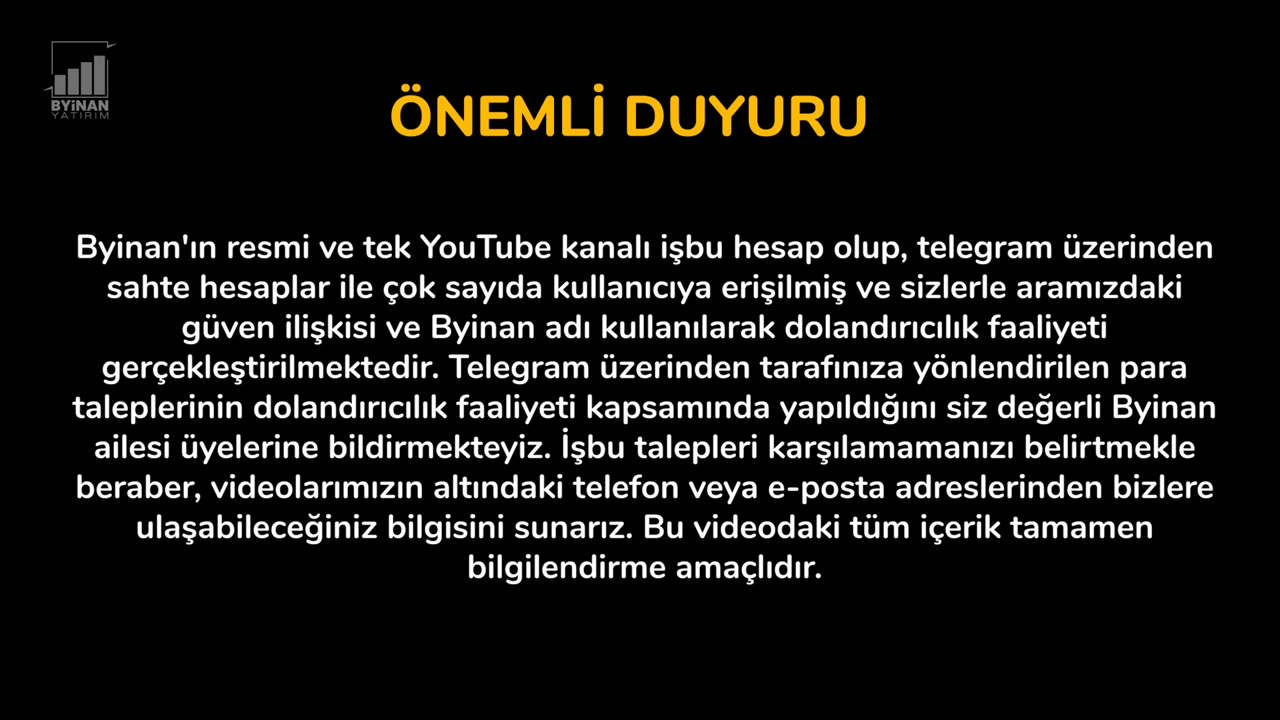 BYiNAN
YATIRIM
ÖNEMLİ DUYURU
Byinan'ın resmi ve tek YouTube kanalı işbu hesap olup, telegram üzerinden
sahte hesaplar ile çok sayıda kullanıcıya erişilmiş ve sizlerle aramızdaki
güven ilişkisi ve Byinan adı kullanılarak dolandırıcılık faaliyeti
gerçekleştirilmektedir. Telegram üzerinden tarafınıza yönlendirilen para
taleplerinin dolandırıcılık faaliyeti kapsamında yapıldığını siz değerli Byinan
ailesi üyelerine bildirmekteyiz. İşbu talepleri karşılamamanızı belirtmekle
beraber, videolarımızın altındaki telefon veya e-posta adreslerinden bizlere
ulaşabileceğiniz bilgisini sunarız. Bu videodaki tüm içerik tamamen
bilgilendirme amaçlıdır.